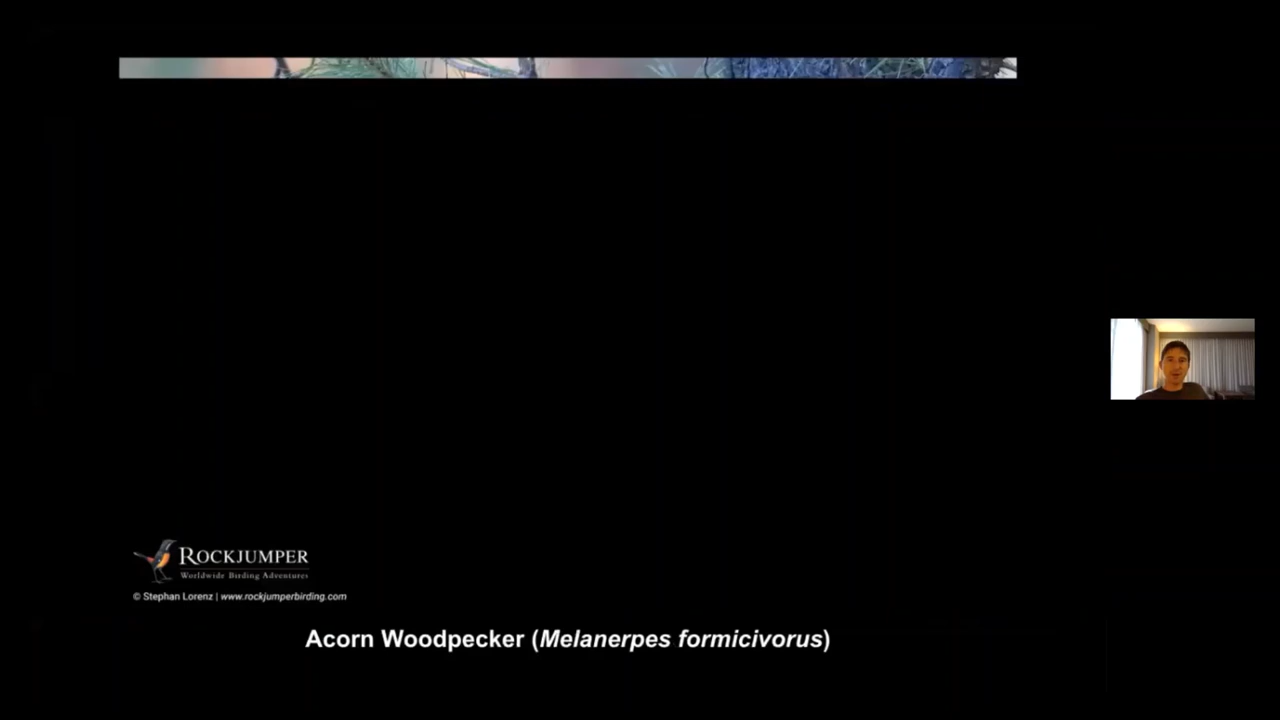 ROCKJUMPER
Worldwide Birding Adventures
© Stephan Lorenz | www.rockjumperbirding.com
Acorn Woodpecker (Melanerpes formicivorus)